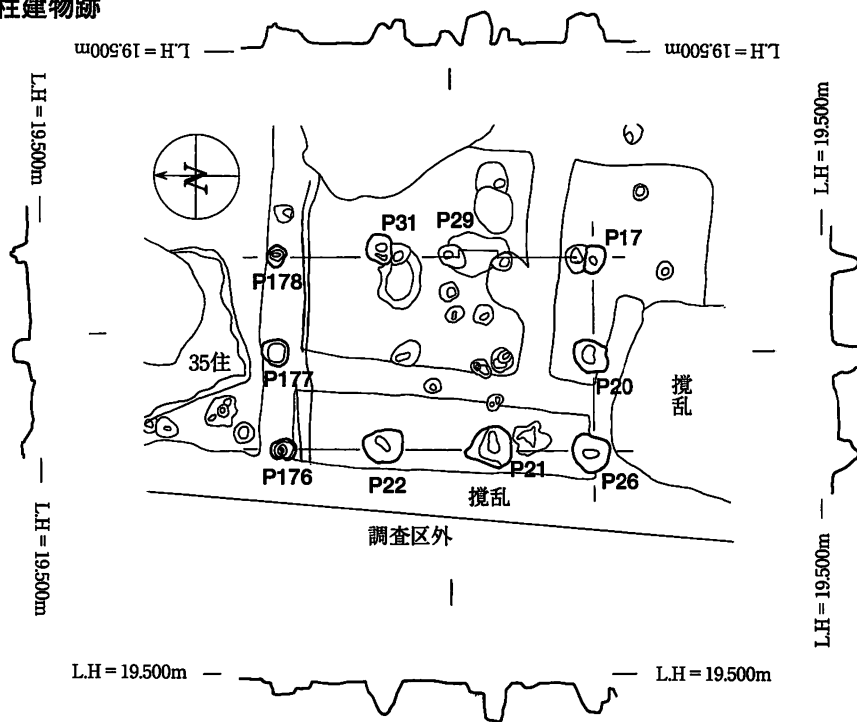 柱建物跡
L.H = 19.500m
L.H = 19.500m
L.H = 19.500m
L.H = 19.500m
N
P31
P29
P17
P178
35住
P177
P20
撹乱
P176
P22
P21
P26
撹乱
調査区外
L.H = 19.500m
L.H = 19.500m
L.H = 19.500m
L.H = 19.500m